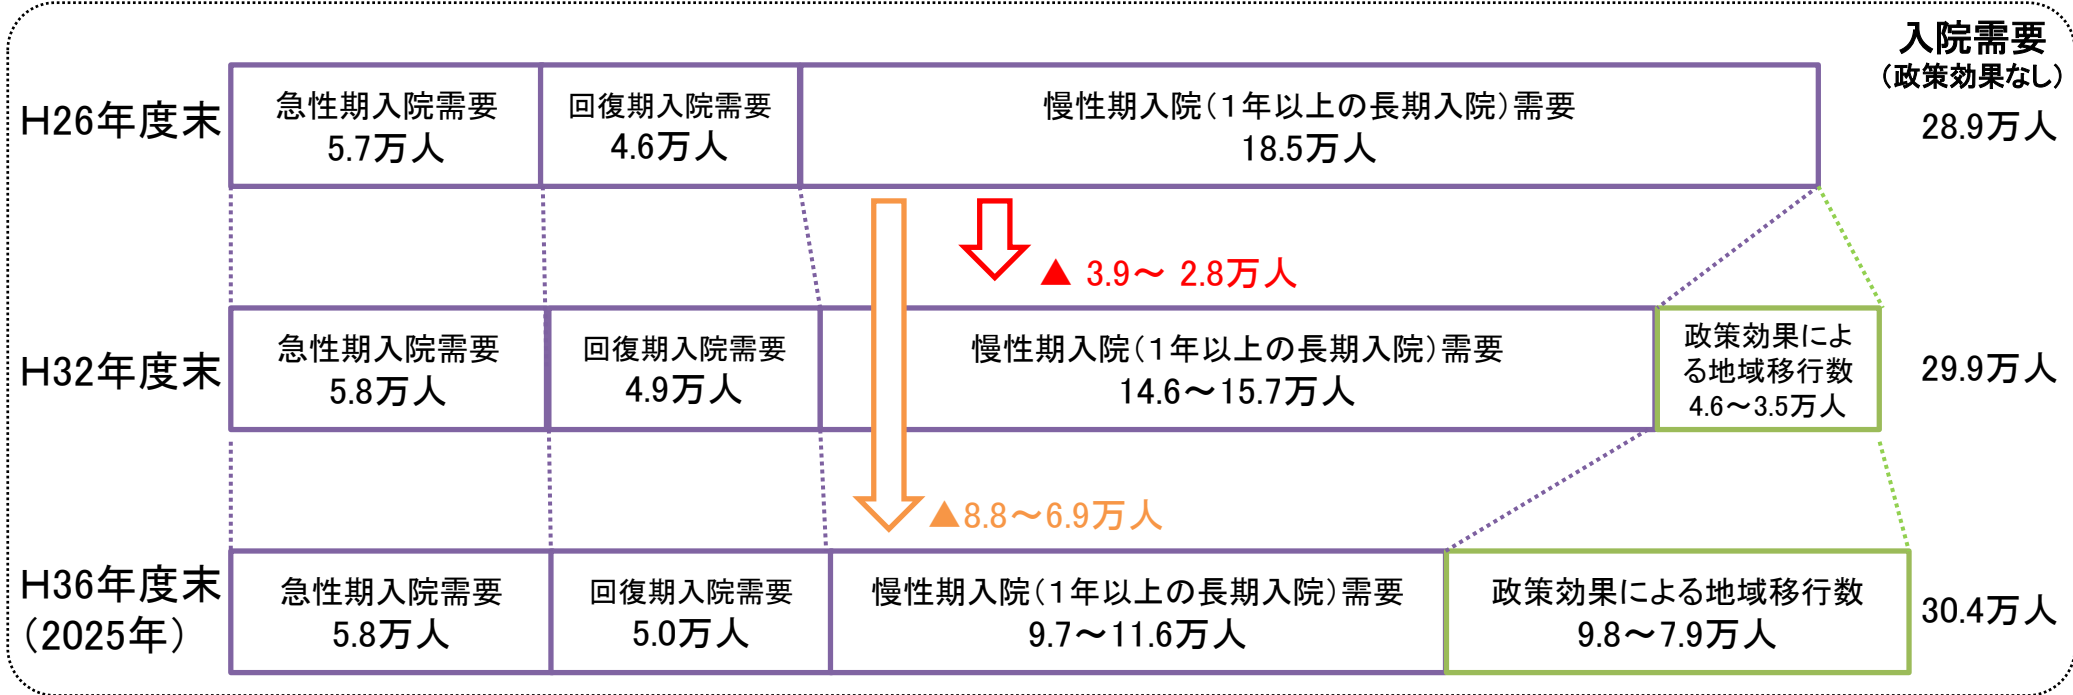 入院需要
（政策効果なし）
H26年度末
急性期入院需要
5.7万人
回復期入院需要
4.6万人
慢性期入院（１年以上の長期入院）需要
18.5万人
28.9万人
▲ 3.9～ 2.8万人
H32年度末
急性期入院需要
5.8万人
回復期入院需要
4.9万人
慢性期入院（１年以上の長期入院）需要
14.6～15.7万人
政策効果によ
る地域移行数
4.6～3.5万人
29.9万人
▲8.8～6.9万人
H36年度末
（2025年）
急性期入院需要
5.8万人
回復期入院需要
5.0万人
慢性期入院（１年以上の長期入院）需要
9.7～11.6万人
政策効果による地域移行数
9.8～7.9万人
30.4万人